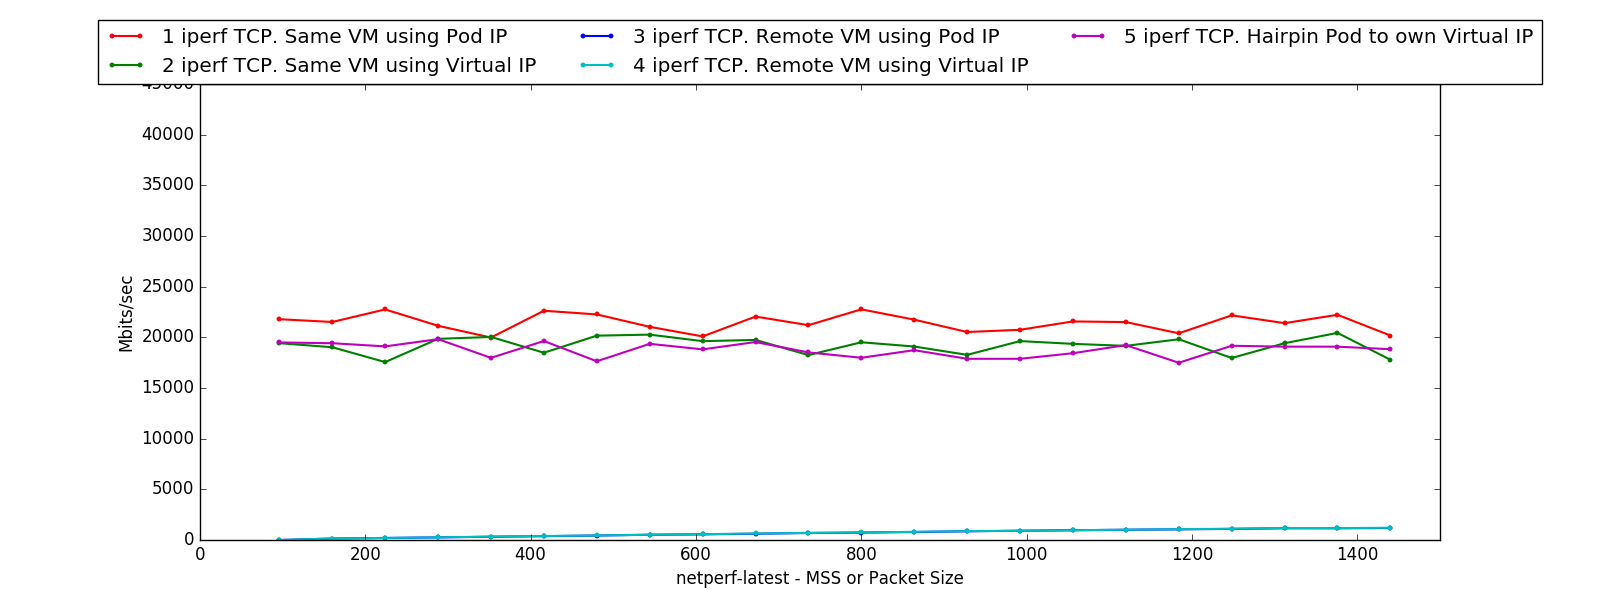 1 iperf TCP. Same VM using Pod IP
2 iperf TCP. Same VM using Virtual IP
3 iperf TCP. Remote VM using Pod IP
4 iperf TCP. Remote VM using Virtual IP
5 iperf TCP. Hairpin Pod to own Virtual IP
45000
40000
35000
30000
25000
20000
15000
10000
5000
0
Mbits/sec
0 200 400 600 800 1000 1200 1400
netperf-latest - MSS or Packet Size